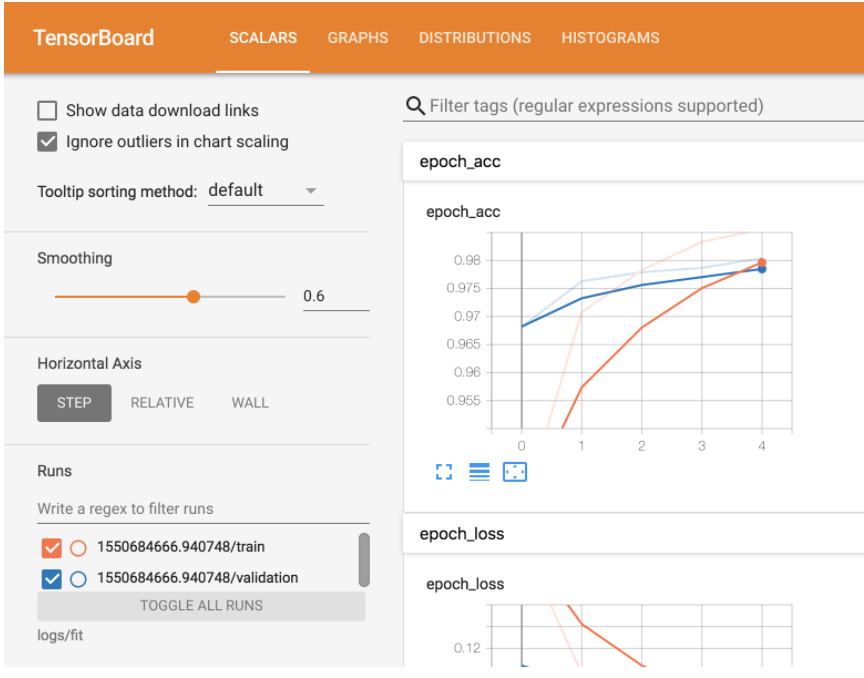 TensorBoard SCALARS GRAPHS DISTRIBUTIONS HISTOGRAMS
Show data download links
Ignore outliers in chart scaling
Tooltip sorting method: default
Smoothing
0.6
Horizontal Axis
STEP RELATIVE WALL
Runs
Write a regex to filter runs
1550684666.940748/train
1550684666.940748/validation
TOGGLE ALL RUNS
logs/fit
Filter tags (regular expressions supported)
epoch_acc
epoch_acc
0.98
0.975
0.97
0.965
0.96
0.955
0 1 2 3 4
epoch_loss
epoch_loss
0.12